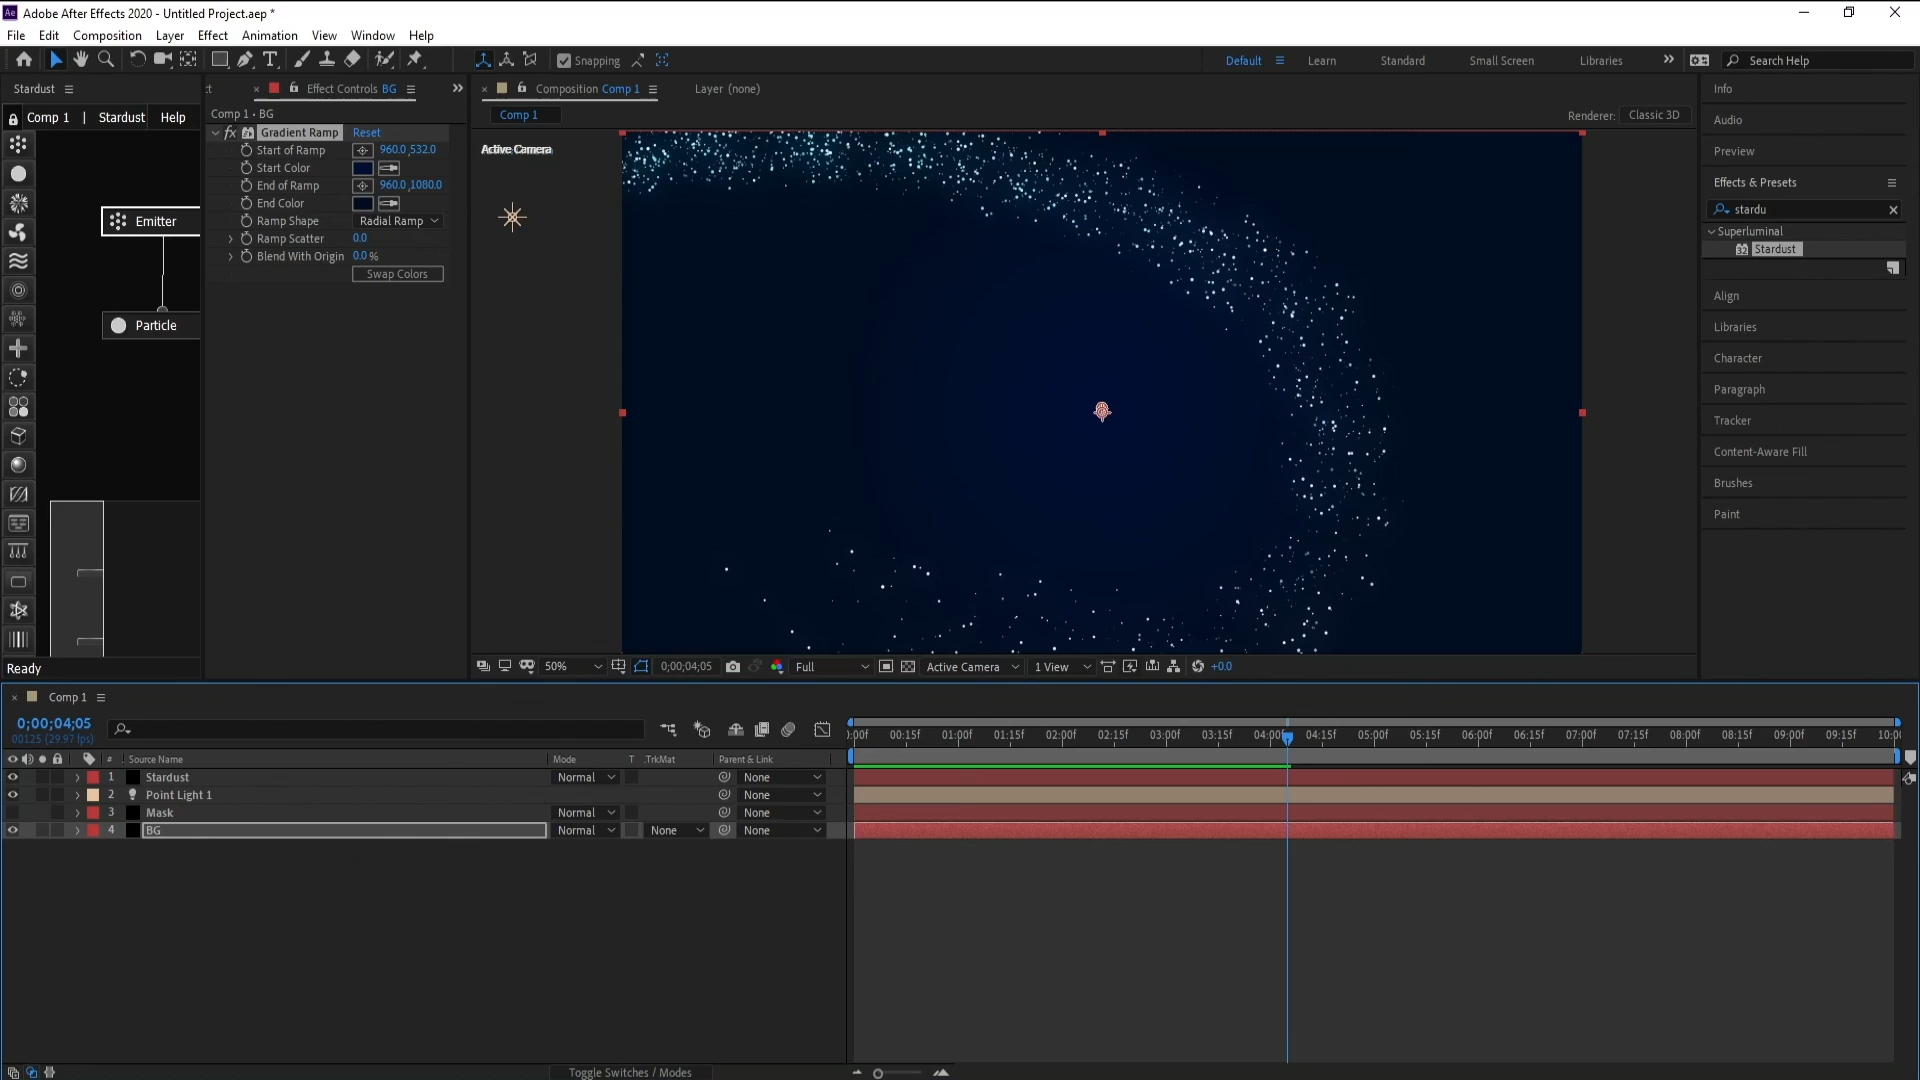 Adobe After Effects 2020 - Untitled Project.aep *
File Edit Composition Layer Effect Animation View Window Help
Snapping
Default Learn Standard Small Screen Libraries
Search Help
Stardust
Comp 1 | Stardust Help
Emitter
Particle
Ready
Effect Controls BG
Comp 1 • BG
fx Gradient Ramp Reset
Start of Ramp 960.0,532.0
Start Color
End of Ramp 960.0,1080.0
End Color
Ramp Shape Radial Ramp
Ramp Scatter 0.0
Blend With Origin 0.0 %
Swap Colors
Composition Comp 1
Layer (none)
Comp 1
Renderer: Classic 3D
Active Camera
50% 0;00;04;05 Full Active Camera 1 View +0.0
Info
Audio
Preview
Effects & Presets
stardu
Superluminal
32 Stardust
Align
Libraries
Character
Paragraph
Tracker
Content-Aware Fill
Brushes
Paint
Comp 1
0;00;04;05
00125 (29.97 fps)
# Source Name Mode T .TrkMat Parent & Link
1 Stardust Normal None
2 Point Light 1 None
3 Mask Normal None
4 BG Normal None None
):00f 00:15f 01:00f 01:15f 02:00f 02:15f 03:00f 03:15f 04:00f 04:15f 05:00f 05:15f 06:00f 06:15f 07:00f 07:15f 08:00f 08:15f 09:00f 09:15f 10:00
Toggle Switches / Modes